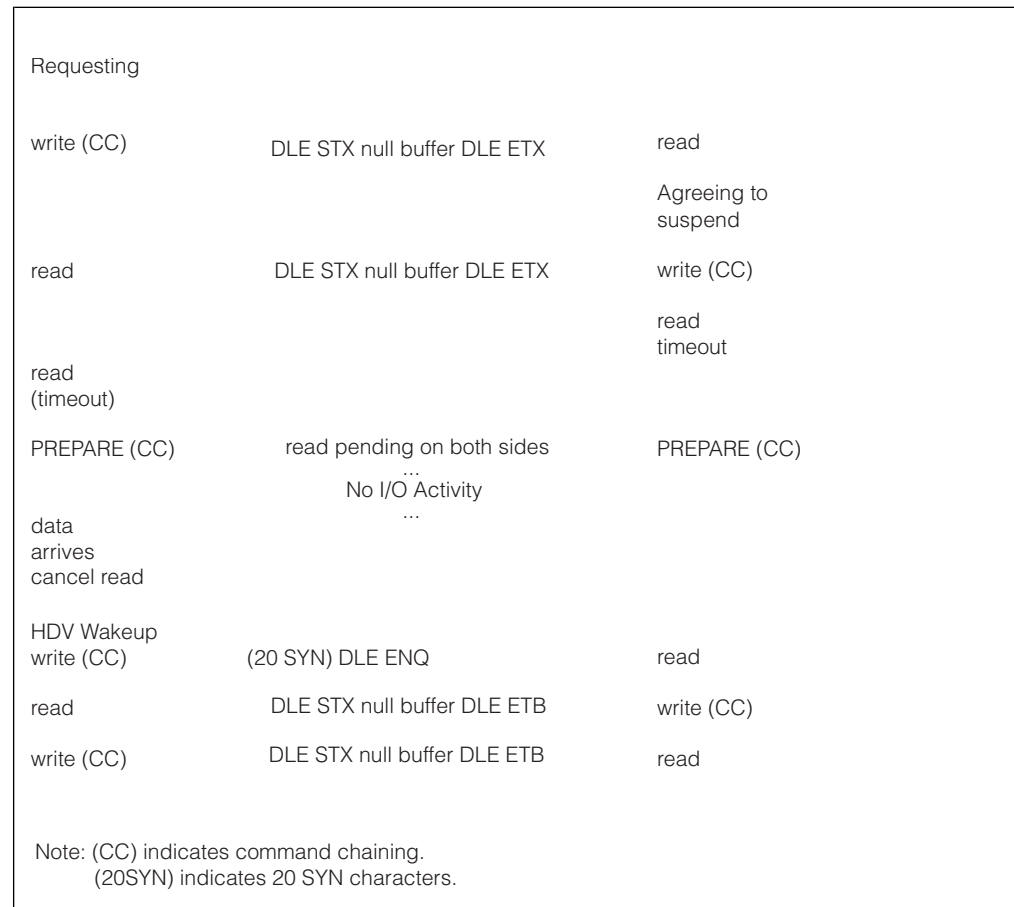 Requesting
write (CC) DLE STX null buffer DLE ETX read
Agreeing to
suspend
read DLE STX null buffer DLE ETX write (CC)
read
timeout
read
(timeout)
PREPARE (CC) read pending on both sides PREPARE (CC)
...
No I/O Activity
...
data
arrives
cancel read
HDV Wakeup
write (CC) (20 SYN) DLE ENQ read
read DLE STX null buffer DLE ETB write (CC)
write (CC) DLE STX null buffer DLE ETB read
Note: (CC) indicates command chaining.
(20SYN) indicates 20 SYN characters.